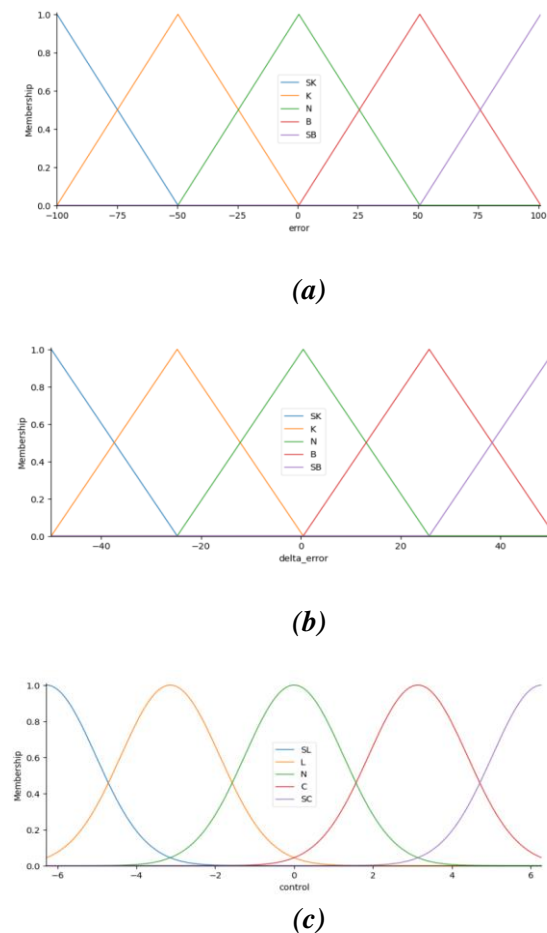 Membership
1.0
0.8
0.6
0.4
0.2
0.0
SK
K
N
B
SB
−100 −75 −50 −25 0 25 50 75 100
error
(a)
Membership
1.0
0.8
0.6
0.4
0.2
0.0
SK
K
N
B
SB
−40 −20 0 20 40
delta_error
(b)
Membership
1.0
0.8
0.6
0.4
0.2
0.0
SL
L
N
C
SC
−6 −4 −2 0 2 4 6
control
(c)